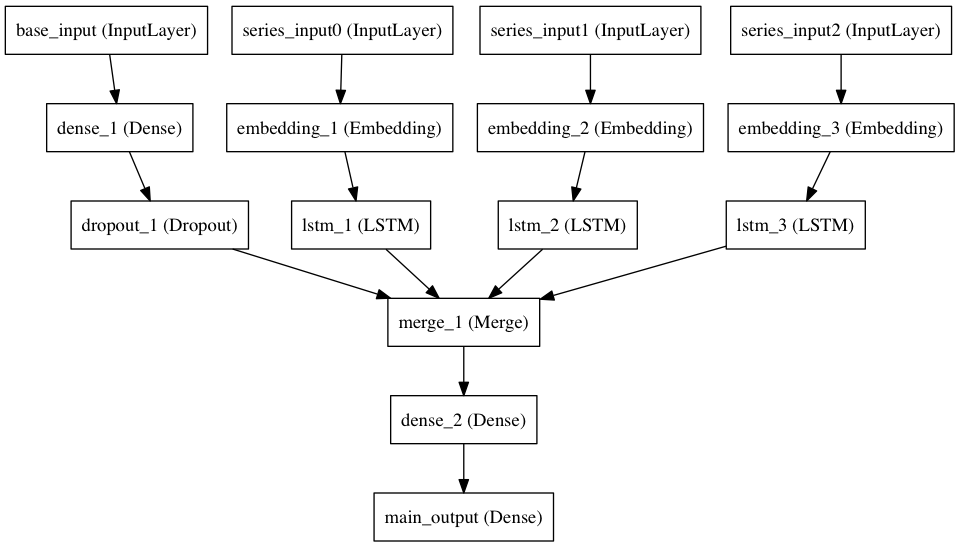 base_input (InputLayer)
series_input0 (InputLayer)
series_input1 (InputLayer)
series_input2 (InputLayer)
dense_1 (Dense)
embedding_1 (Embedding)
embedding_2 (Embedding)
embedding_3 (Embedding)
dropout_1 (Dropout)
lstm_1 (LSTM)
lstm_2 (LSTM)
lstm_3 (LSTM)
merge_1 (Merge)
dense_2 (Dense)
main_output (Dense)